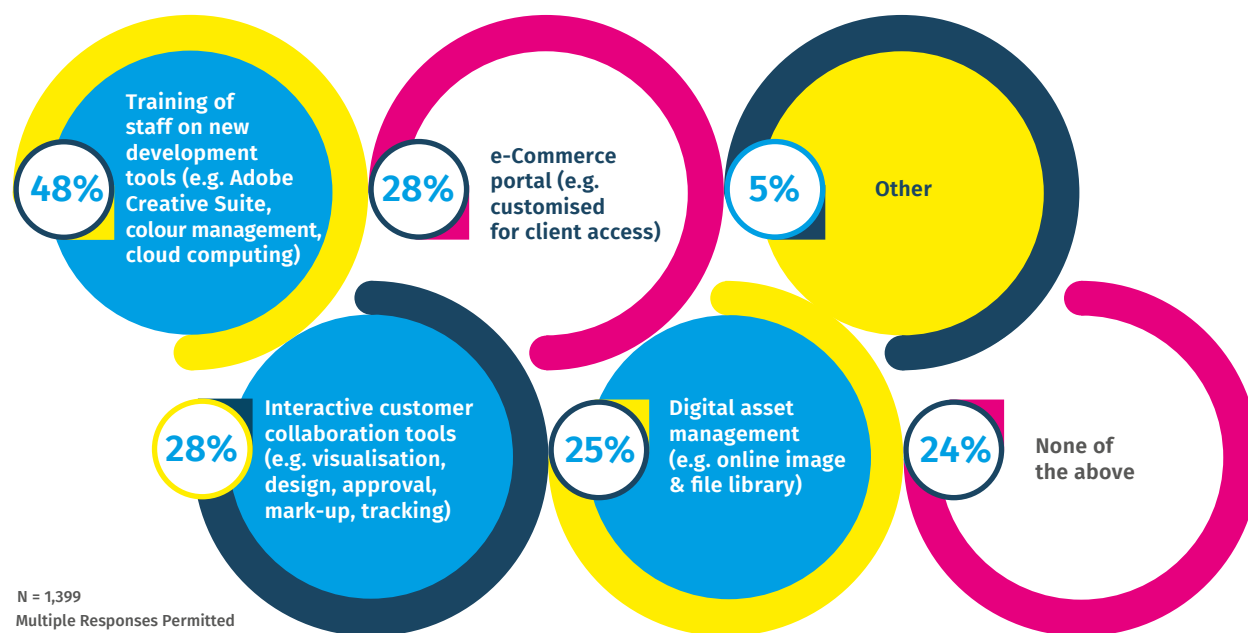 48%
Training of
staff on new
development
tools (e.g. Adobe
Creative Suite,
colour management,
cloud computing)
28%
e-Commerce
portal (e.g.
customised
for client access)
5%
Other
28%
Interactive customer
collaboration tools
(e.g. visualisation,
design, approval,
mark-up, tracking)
25%
Digital asset
management
(e.g. online image
& file library)
24%
None of
the above
N = 1,399
Multiple Responses Permitted